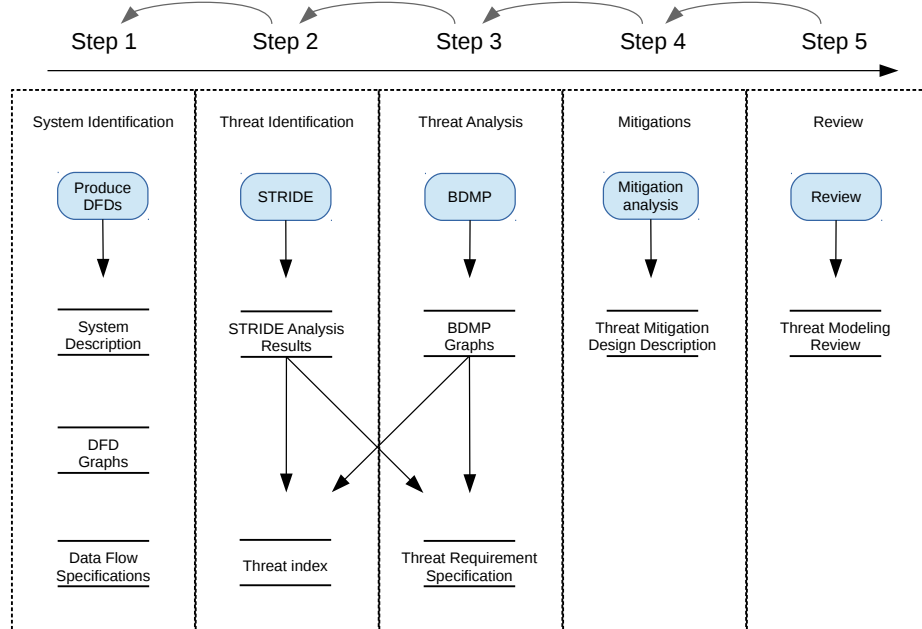 Step 1
Step 2
Step 3
Step 4
Step 5
System Identification
Threat Identification
Threat Analysis
Mitigations
Review
Produce
DFDs
STRIDE
BDMP
Mitigation
analysis
Review
System
Description
STRIDE Analysis
Results
BDMP
Graphs
Threat Mitigation
Design Description
Threat Modeling
Review
DFD
Graphs
Data Flow
Specifications
Threat index
Threat Requirement
Specification